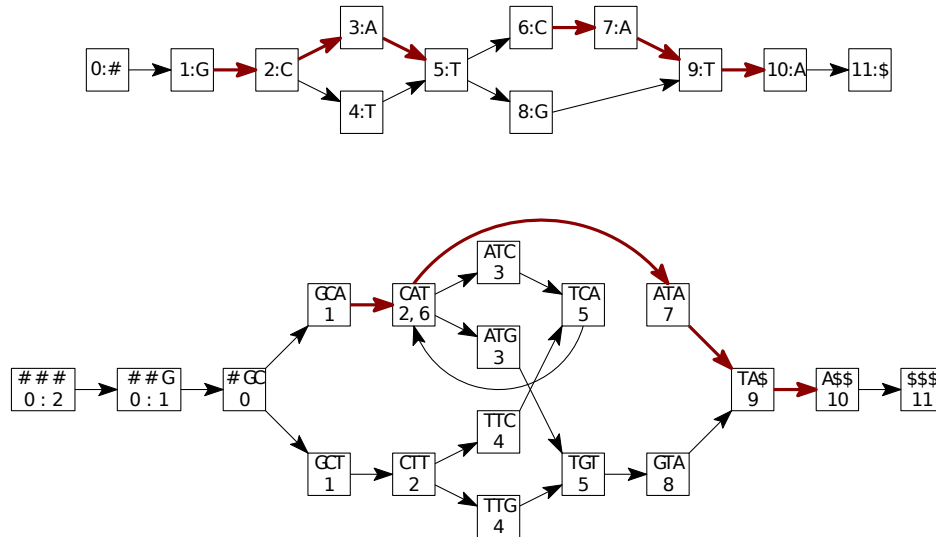 3:A
6:C
7:A
0:#
1:G
2:C
5:T
9:T
10:A
11:$
4:T
8:G
ATC
3
GCA
1
CAT
2, 6
TCA
5
ATA
7
ATG
3
###
0 : 2
##G
0 : 1
#GC
0
TA$
9
A$$
10
$$$
11
TTC
4
GCT
1
CTT
2
TGT
5
GTA
8
TTG
4